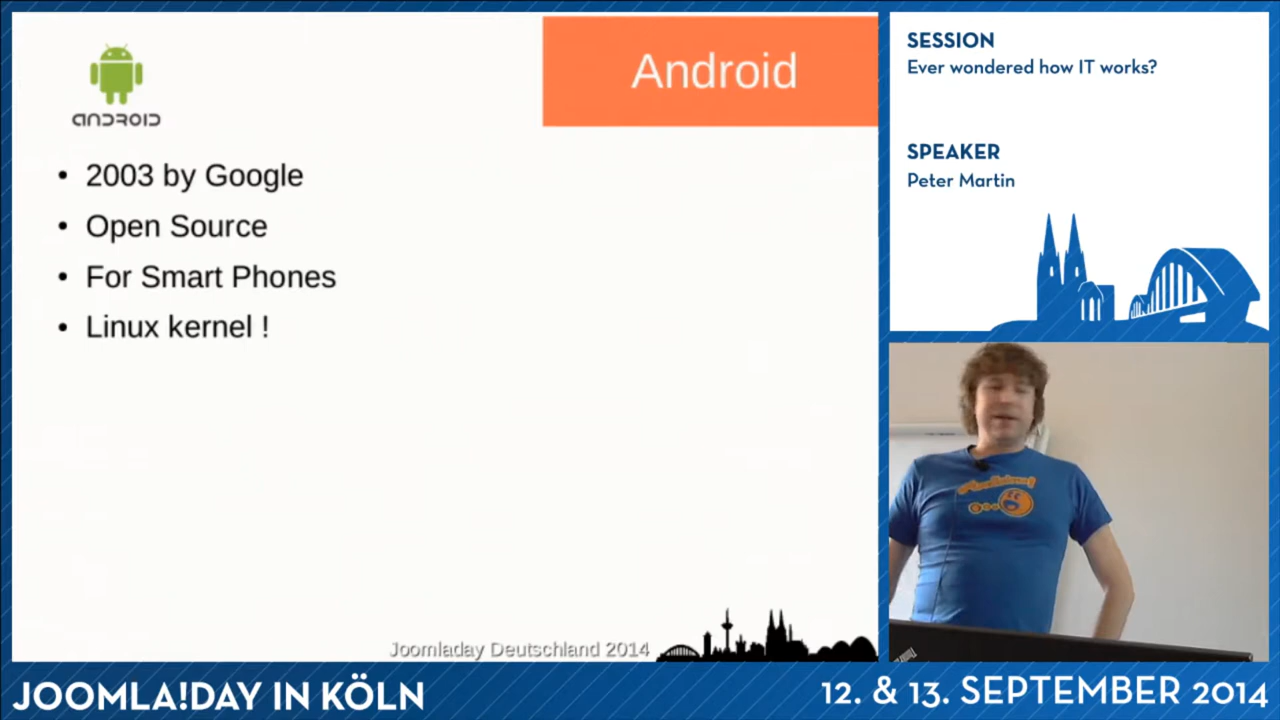 ANDROID
Android
• 2003 by Google
• Open Source
• For Smart Phones
• Linux kernel !
Joomladay Deutschland 2014
SESSION
Ever wondered how IT works?
SPEAKER
Peter Martin
JOOMLA!DAY IN KÖLN
12. & 13. SEPTEMBER 2014